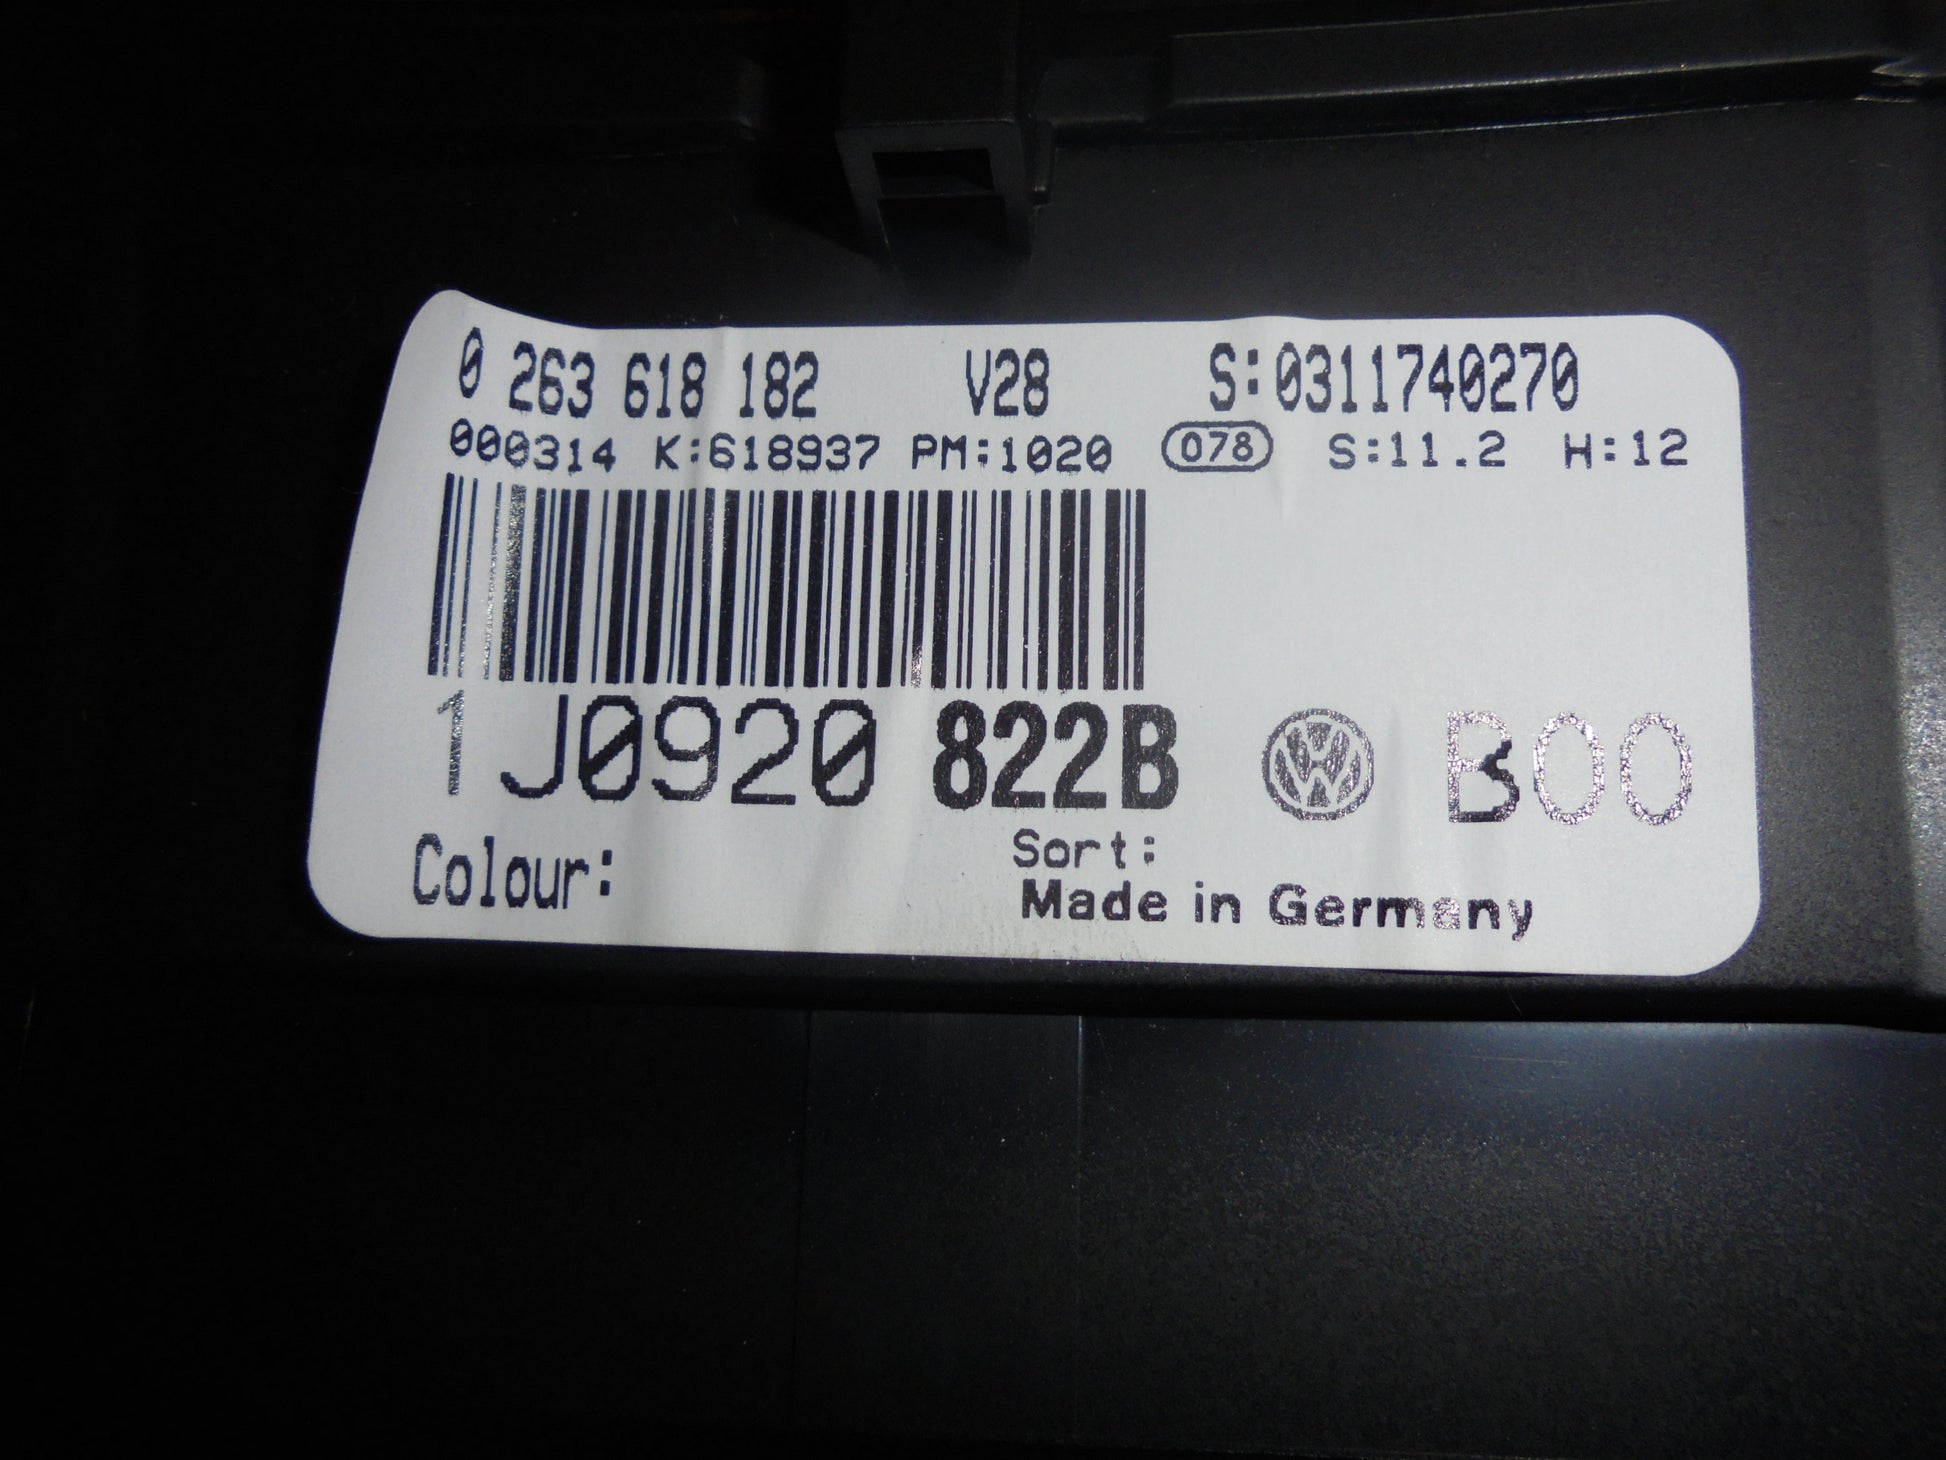 0 263 618 182 V28 S:0311740270
000314 K:618937 PM:1020 078 S:11.2 H:12
1J0920 822B B00
Colour: Sort:
Made in Germany